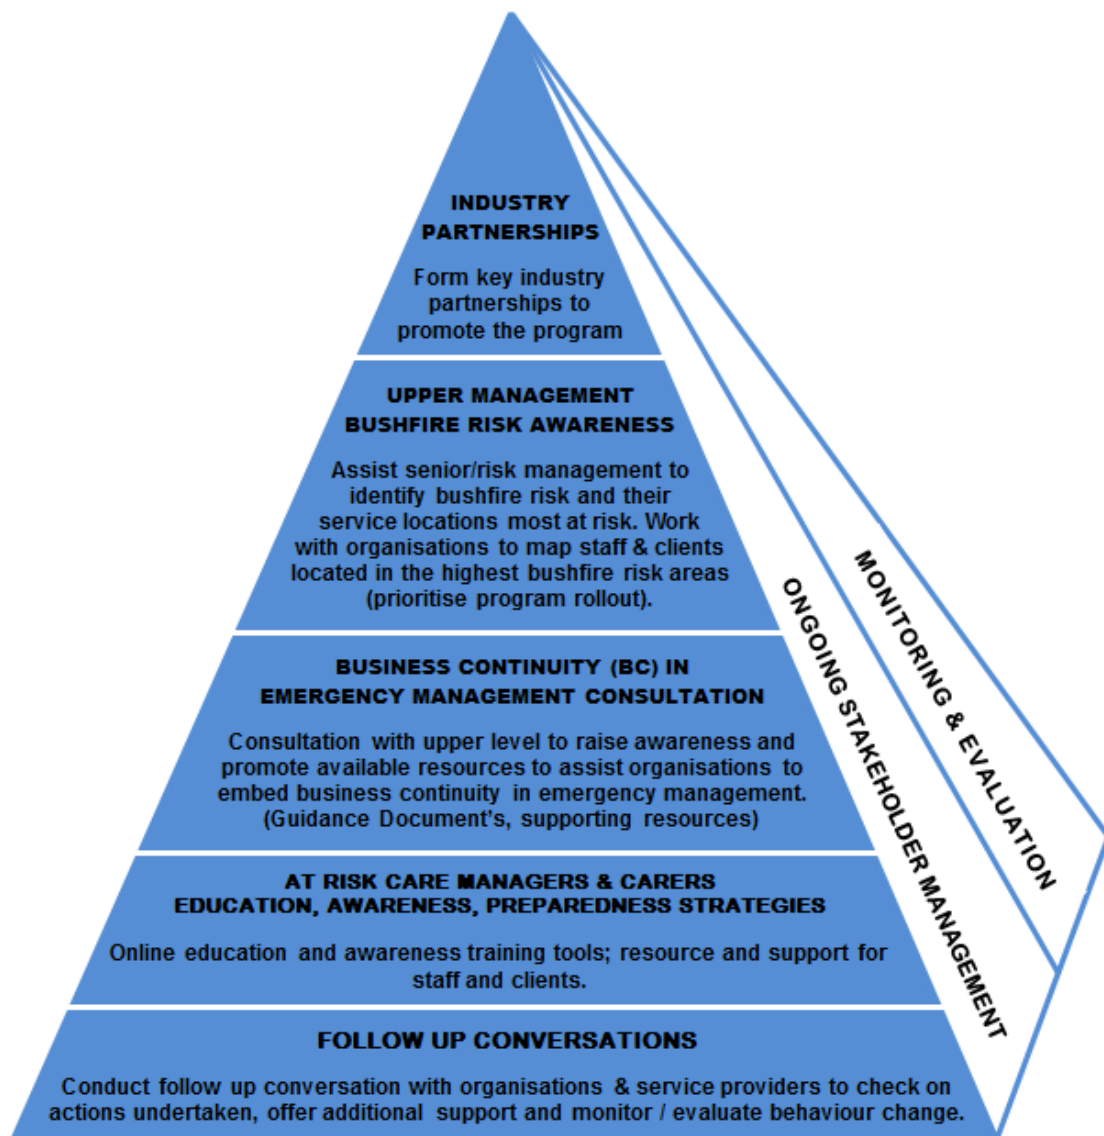 INDUSTRY
PARTNERSHIPS
Form key industry
partnerships to
promote the program
UPPER MANAGEMENT
BUSHFIRE RISK AWARENESS
Assist senior/risk management to
identify bushfire risk and their
service locations most at risk. Work
with organisations to map staff & clients
located in the highest bushfire risk areas
(prioritise program rollout).
BUSINESS CONTINUITY (BC) IN
EMERGENCY MANAGEMENT CONSULTATION
Consultation with upper level to raise awareness and
promote available resources to assist organisations to
embed business continuity in emergency management.
(Guidance Document's, supporting resources)
AT RISK CARE MANAGERS & CARERS
EDUCATION, AWARENESS, PREPAREDNESS STRATEGIES
Online education and awareness training tools; resource and support for
staff and clients.
FOLLOW UP CONVERSATIONS
Conduct follow up conversation with organisations & service providers to check on
actions undertaken, offer additional support and monitor / evaluate behaviour change.
ONGOING STAKEHOLDER MANAGEMENT
MONITORING & EVALUATION